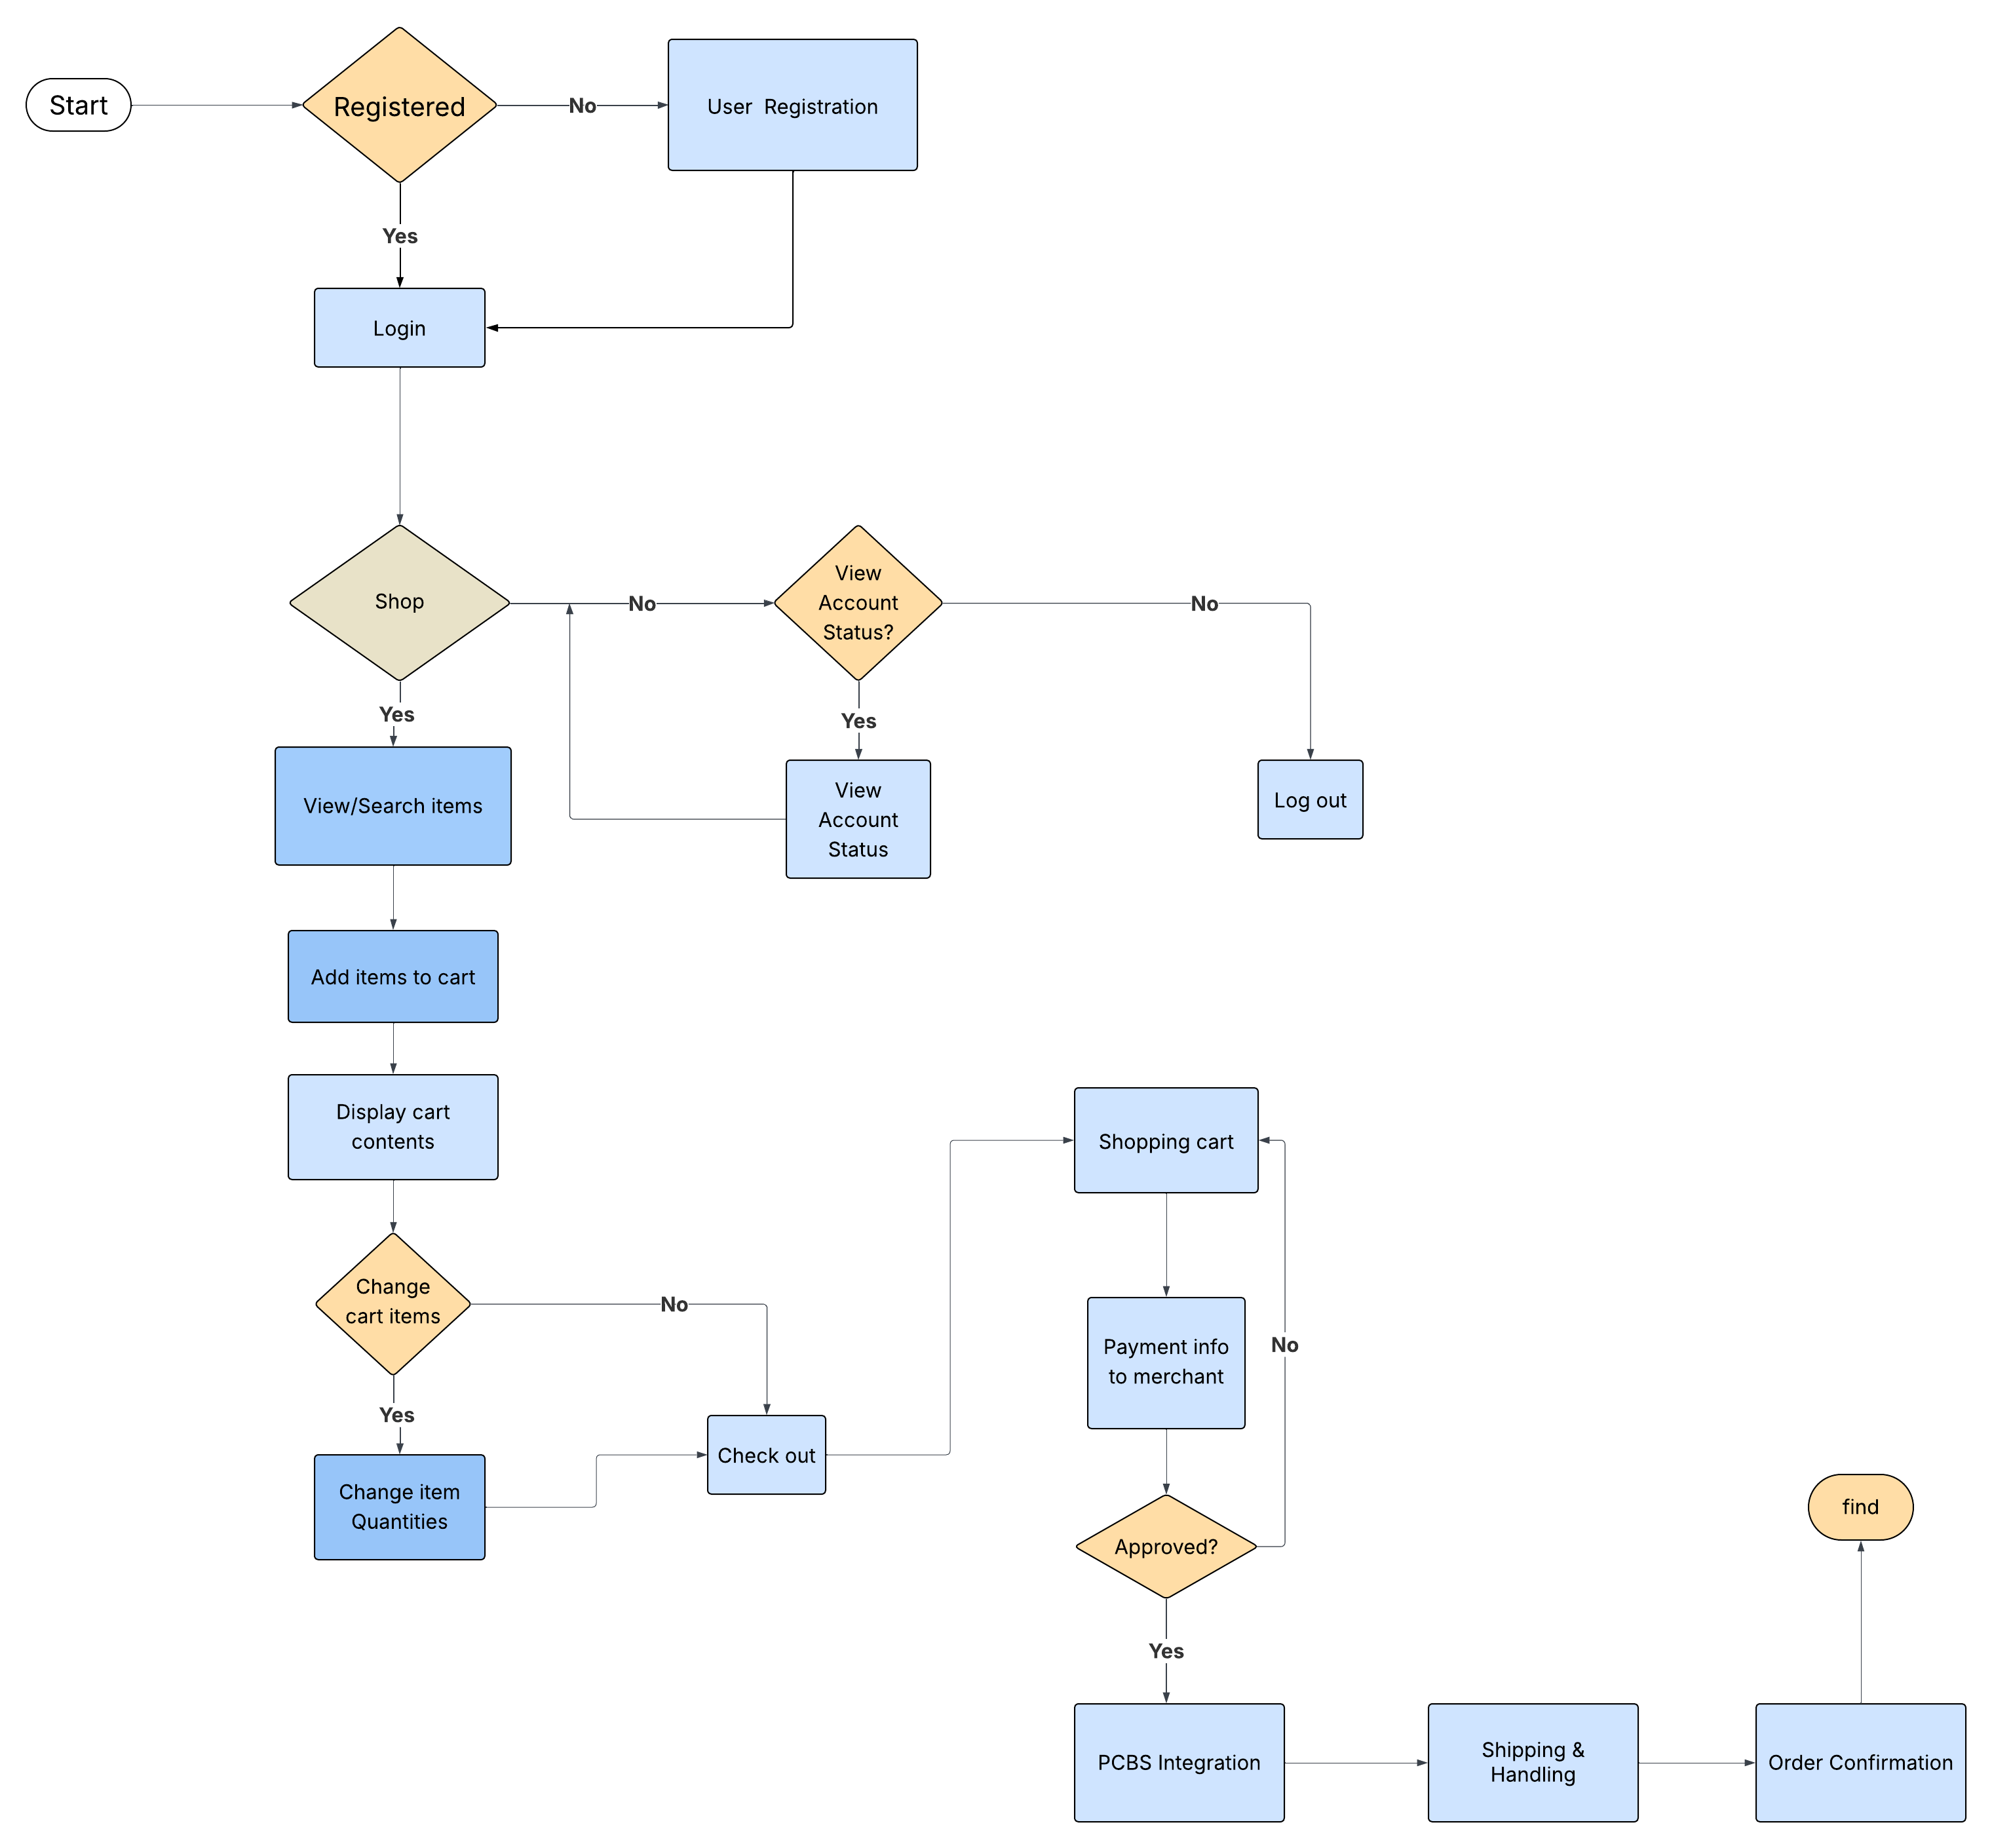 Start
Registered
No
User  Registration
Yes
Login
Shop
No
View
Account
Status?
No
Yes
Yes
View/Search items
View
Account
Status
Log out
Add items to cart
Display cart
contents
Shopping cart
Change
cart items
No
Payment info
to merchant
No
Yes
Check out
Change item
Quantities
Approved?
find
Yes
PCBS Integration
Shipping &
Handling
Order Confirmation